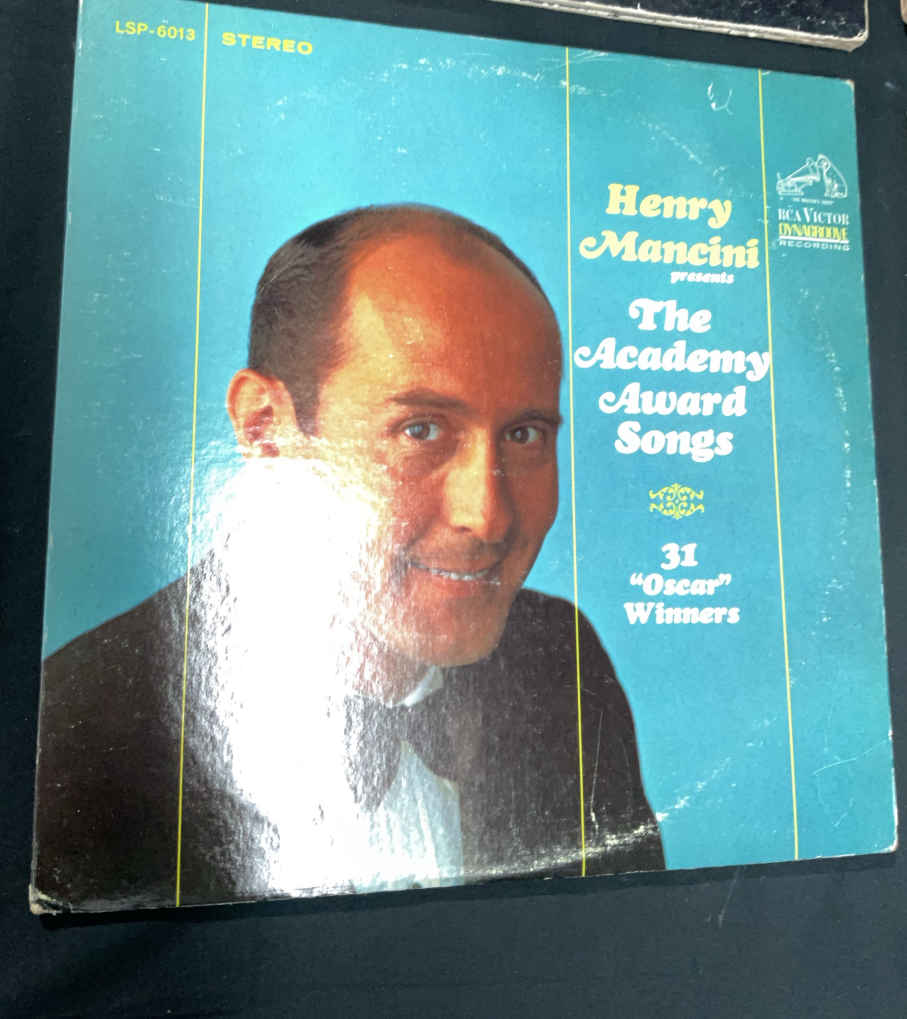 LSP-6013
STEREO
Henry
Mancini
presents
The
Academy
Award
Songs
31
"Oscar"
Winners
RCA VICTOR
DYNAGROOVE
RECORDING